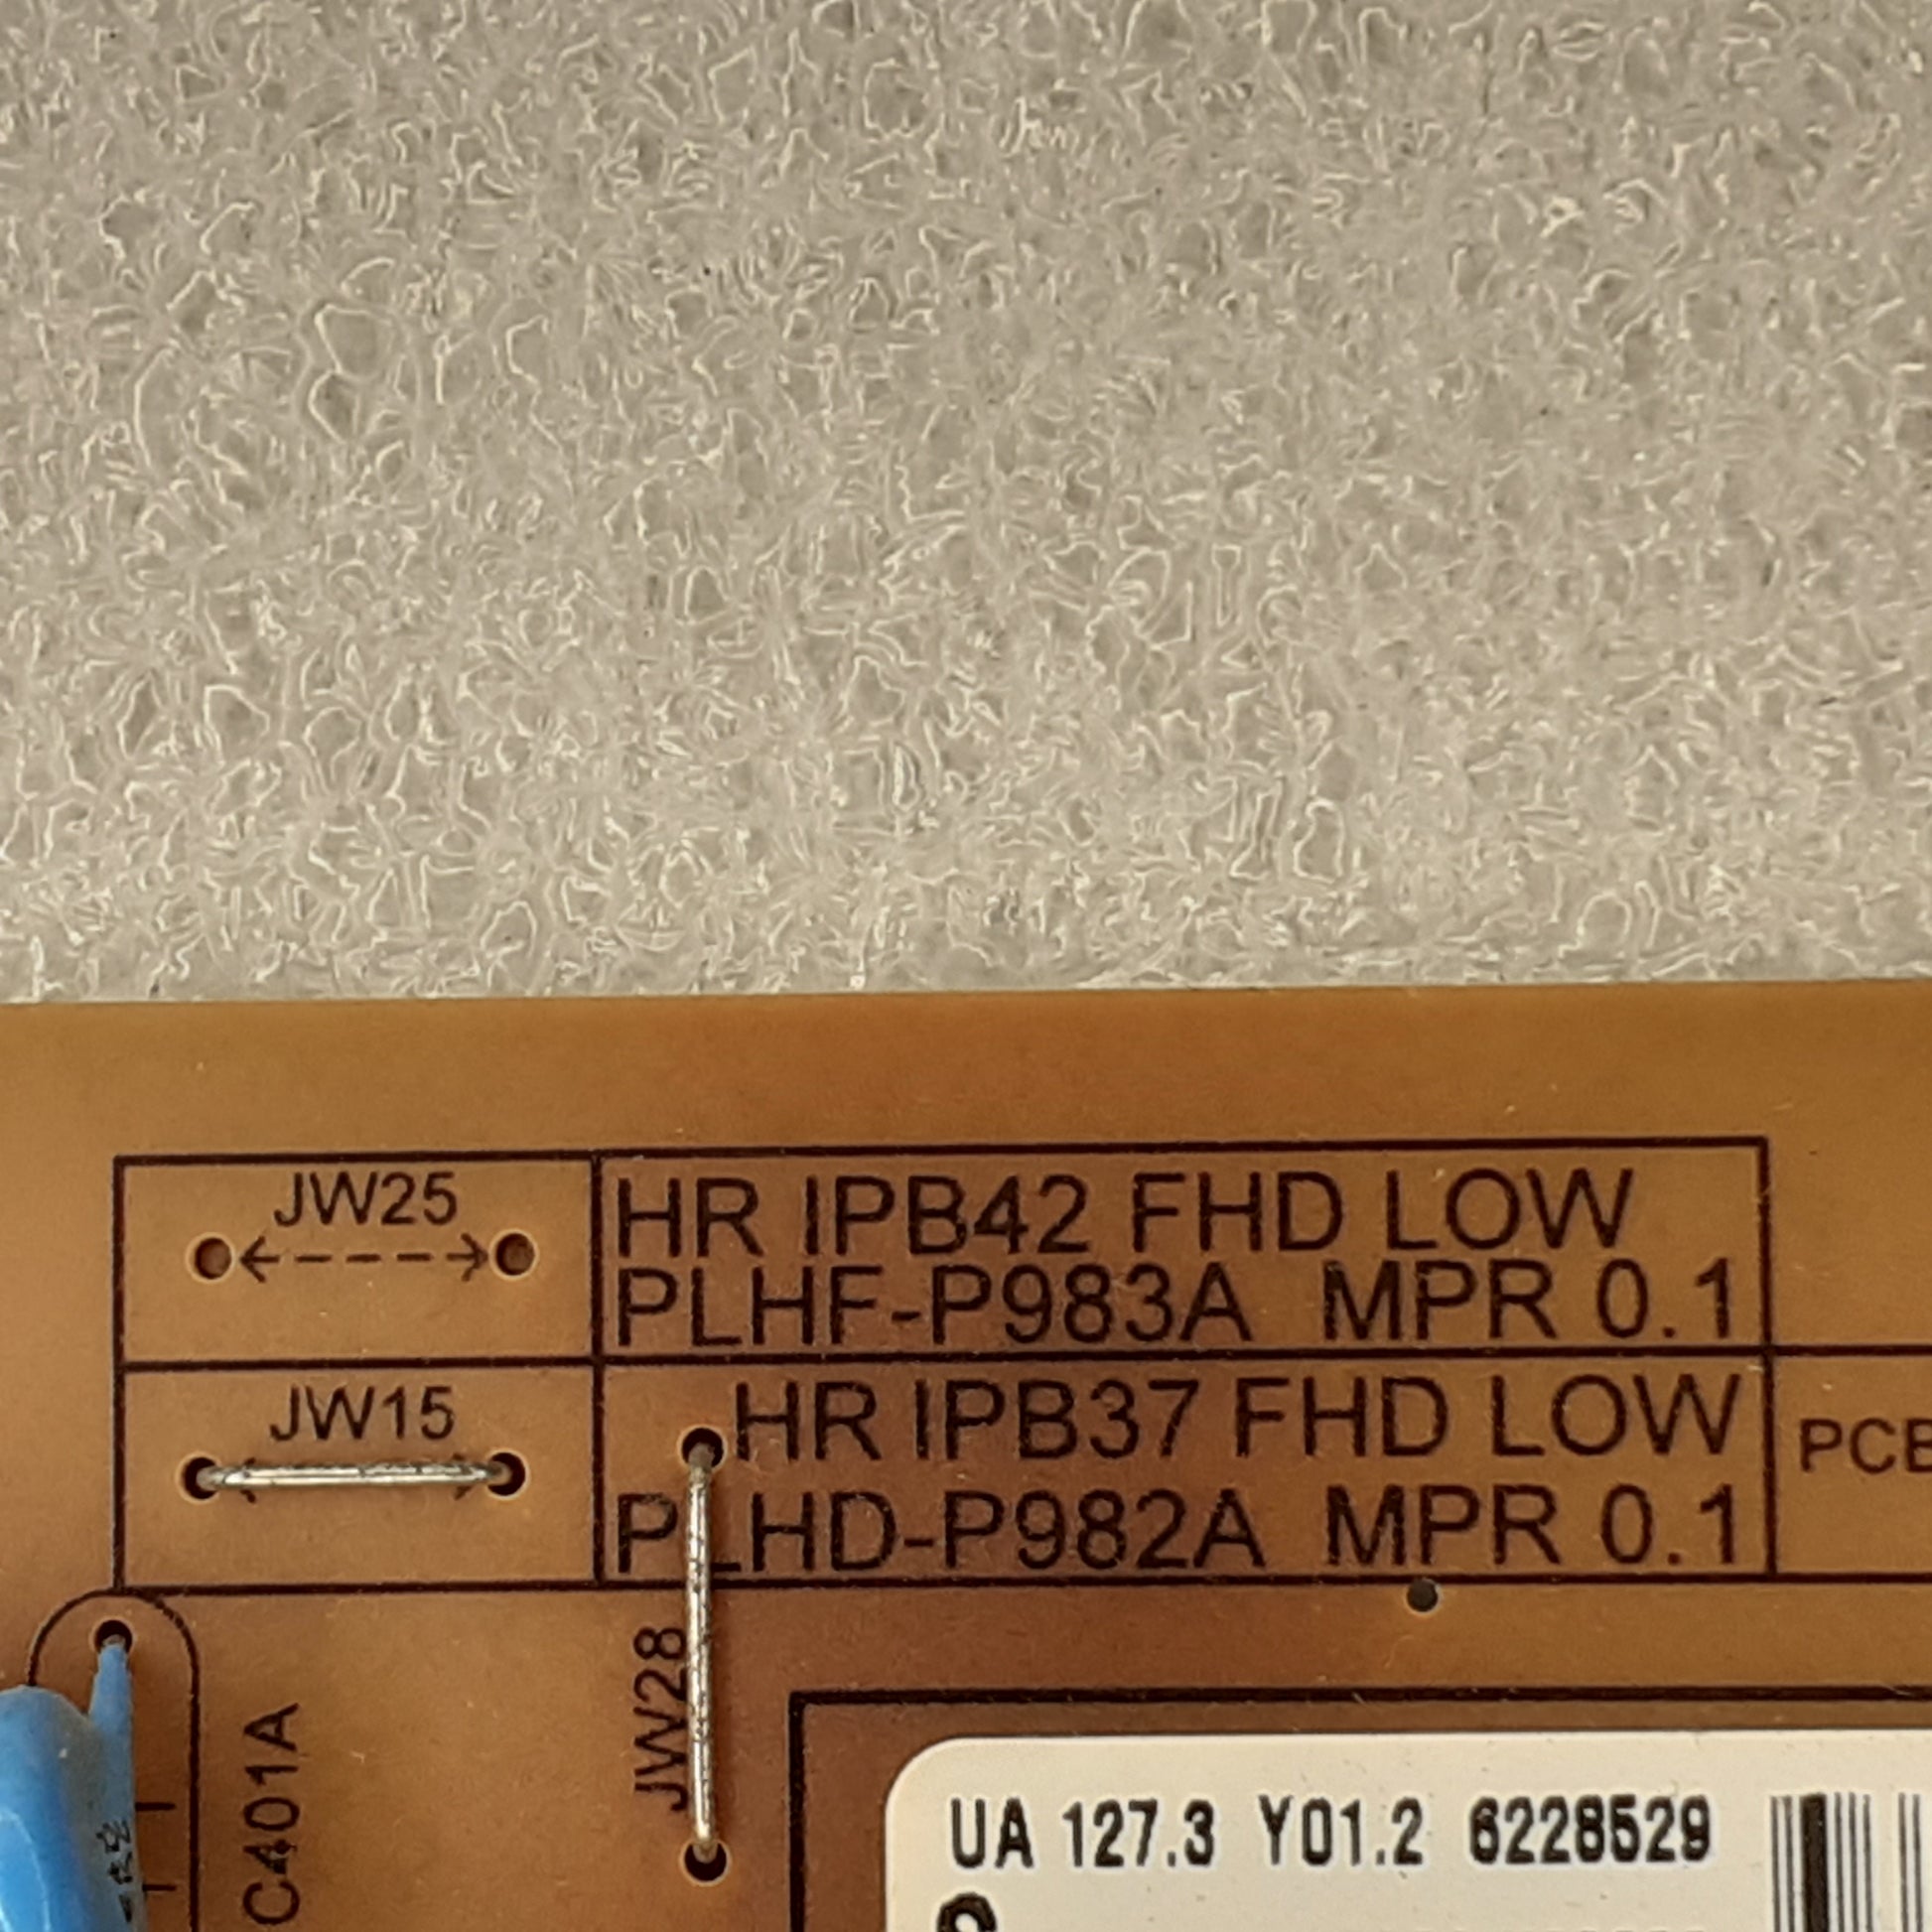 JW25
HR IPB42 FHD LOW
PLHF-P983A MPR 0.1
JW15
HR IPB37 FHD LOW
PLHD-P982A MPR 0.1
PCB
JW28
C401A
UA 127.3 Y01.2 6228529